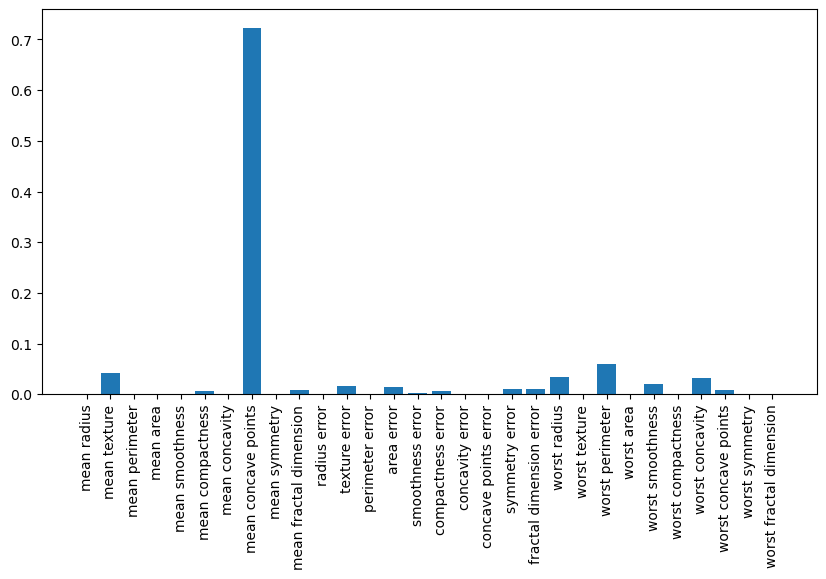 0.7
0.6
0.5
0.4
0.3
0.2
0.1
0.0
mean radius
mean texture
mean perimeter
mean area
mean smoothness
mean compactness
mean concavity
mean concave points
mean symmetry
mean fractal dimension
radius error
texture error
perimeter error
area error
smoothness error
compactness error
concavity error
concave points error
symmetry error
fractal dimension error
worst radius
worst texture
worst perimeter
worst area
worst smoothness
worst compactness
worst concavity
worst concave points
worst symmetry
worst fractal dimension